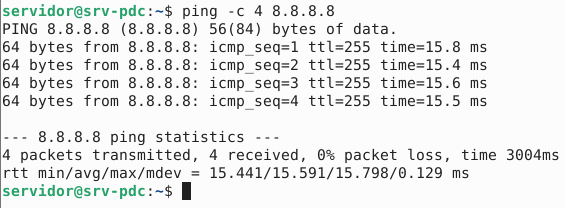 servidor@srv-pdc:~$ ping -c 4 8.8.8.8
PING 8.8.8.8 (8.8.8.8) 56(84) bytes of data.
64 bytes from 8.8.8.8: icmp_seq=1 ttl=255 time=15.8 ms
64 bytes from 8.8.8.8: icmp_seq=2 ttl=255 time=15.4 ms
64 bytes from 8.8.8.8: icmp_seq=3 ttl=255 time=15.6 ms
64 bytes from 8.8.8.8: icmp_seq=4 ttl=255 time=15.5 ms

--- 8.8.8.8 ping statistics ---
4 packets transmitted, 4 received, 0% packet loss, time 3004ms
rtt min/avg/max/mdev = 15.441/15.591/15.798/0.129 ms
servidor@srv-pdc:~$